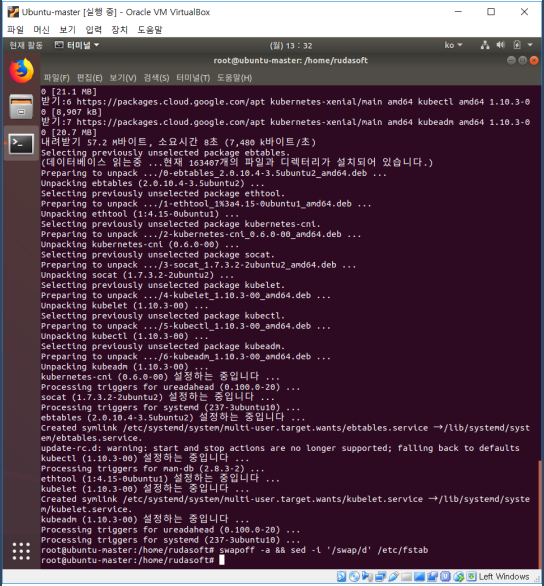 Ubuntu-master [실행 중] - Oracle VM VirtualBox
파일 머신 보기 입력 장치 도움말
현재 활동 터미널 ▾ (월) 13 : 32 ko ▾
root@ubuntu-master: /home/rudasoft
파일(F) 편집(E) 보기(V) 검색(S) 터미널(T) 도움말(H)
0 [21.1 MB]
받기:6 https://packages.cloud.google.com/apt kubernetes-xenial/main amd64 kubectl amd64 1.10.3-0
0 [8,907 kB]
받기:7 https://packages.cloud.google.com/apt kubernetes-xenial/main amd64 kubeadm amd64 1.10.3-0
0 [20.7 MB]
내려받기 57.2 M바이트, 소요시간 8초 (7,480 k바이트/초)
Selecting previously unselected package ebtables.
(데이터베이스 읽는중 ...현재 163407개의 파일과 디렉터리가 설치되어 있습니다.)
Preparing to unpack .../0-ebtables_2.0.10.4-3.5ubuntu2_amd64.deb ...
Unpacking ebtables (2.0.10.4-3.5ubuntu2) ...
Selecting previously unselected package ethtool.
Preparing to unpack .../1-ethtool_1%3a4.15-0ubuntu1_amd64.deb ...
Unpacking ethtool (1:4.15-0ubuntu1) ...
Selecting previously unselected package kubernetes-cni.
Preparing to unpack .../2-kubernetes-cni_0.6.0-00_amd64.deb ...
Unpacking kubernetes-cni (0.6.0-00) ...
Selecting previously unselected package socat.
Preparing to unpack .../3-socat_1.7.3.2-2ubuntu2_amd64.deb ...
Unpacking socat (1.7.3.2-2ubuntu2) ...
Selecting previously unselected package kubelet.
Preparing to unpack .../4-kubelet_1.10.3-00_amd64.deb ...
Unpacking kubelet (1.10.3-00) ...
Selecting previously unselected package kubectl.
Preparing to unpack .../5-kubectl_1.10.3-00_amd64.deb ...
Unpacking kubectl (1.10.3-00) ...
Selecting previously unselected package kubeadm.
Preparing to unpack .../6-kubeadm_1.10.3-00_amd64.deb ...
Unpacking kubeadm (1.10.3-00) ...
kubernetes-cni (0.6.0-00) 설정하는 중입니다 ...
Processing triggers for ureadahead (0.100.0-20) ...
socat (1.7.3.2-2ubuntu2) 설정하는 중입니다 ...
Processing triggers for systemd (237-3ubuntu10) ...
ebtables (2.0.10.4-3.5ubuntu2) 설정하는 중입니다 ...
Created symlink /etc/systemd/system/multi-user.target.wants/ebtables.service → /lib/systemd/syst
em/ebtables.service.
update-rc.d: warning: start and stop actions are no longer supported; falling back to defaults
kubectl (1.10.3-00) 설정하는 중입니다 ...
Processing triggers for man-db (2.8.3-2) ...
ethtool (1:4.15-0ubuntu1) 설정하는 중입니다 ...
kubelet (1.10.3-00) 설정하는 중입니다 ...
Created symlink /etc/systemd/system/multi-user.target.wants/kubelet.service → /lib/systemd/syste
m/kubelet.service.
kubeadm (1.10.3-00) 설정하는 중입니다 ...
Processing triggers for ureadahead (0.100.0-20) ...
Processing triggers for systemd (237-3ubuntu10) ...
root@ubuntu-master:/home/rudasoft# swapoff -a && sed -i '/swap/d' /etc/fstab
root@ubuntu-master:/home/rudasoft#
Left Windows